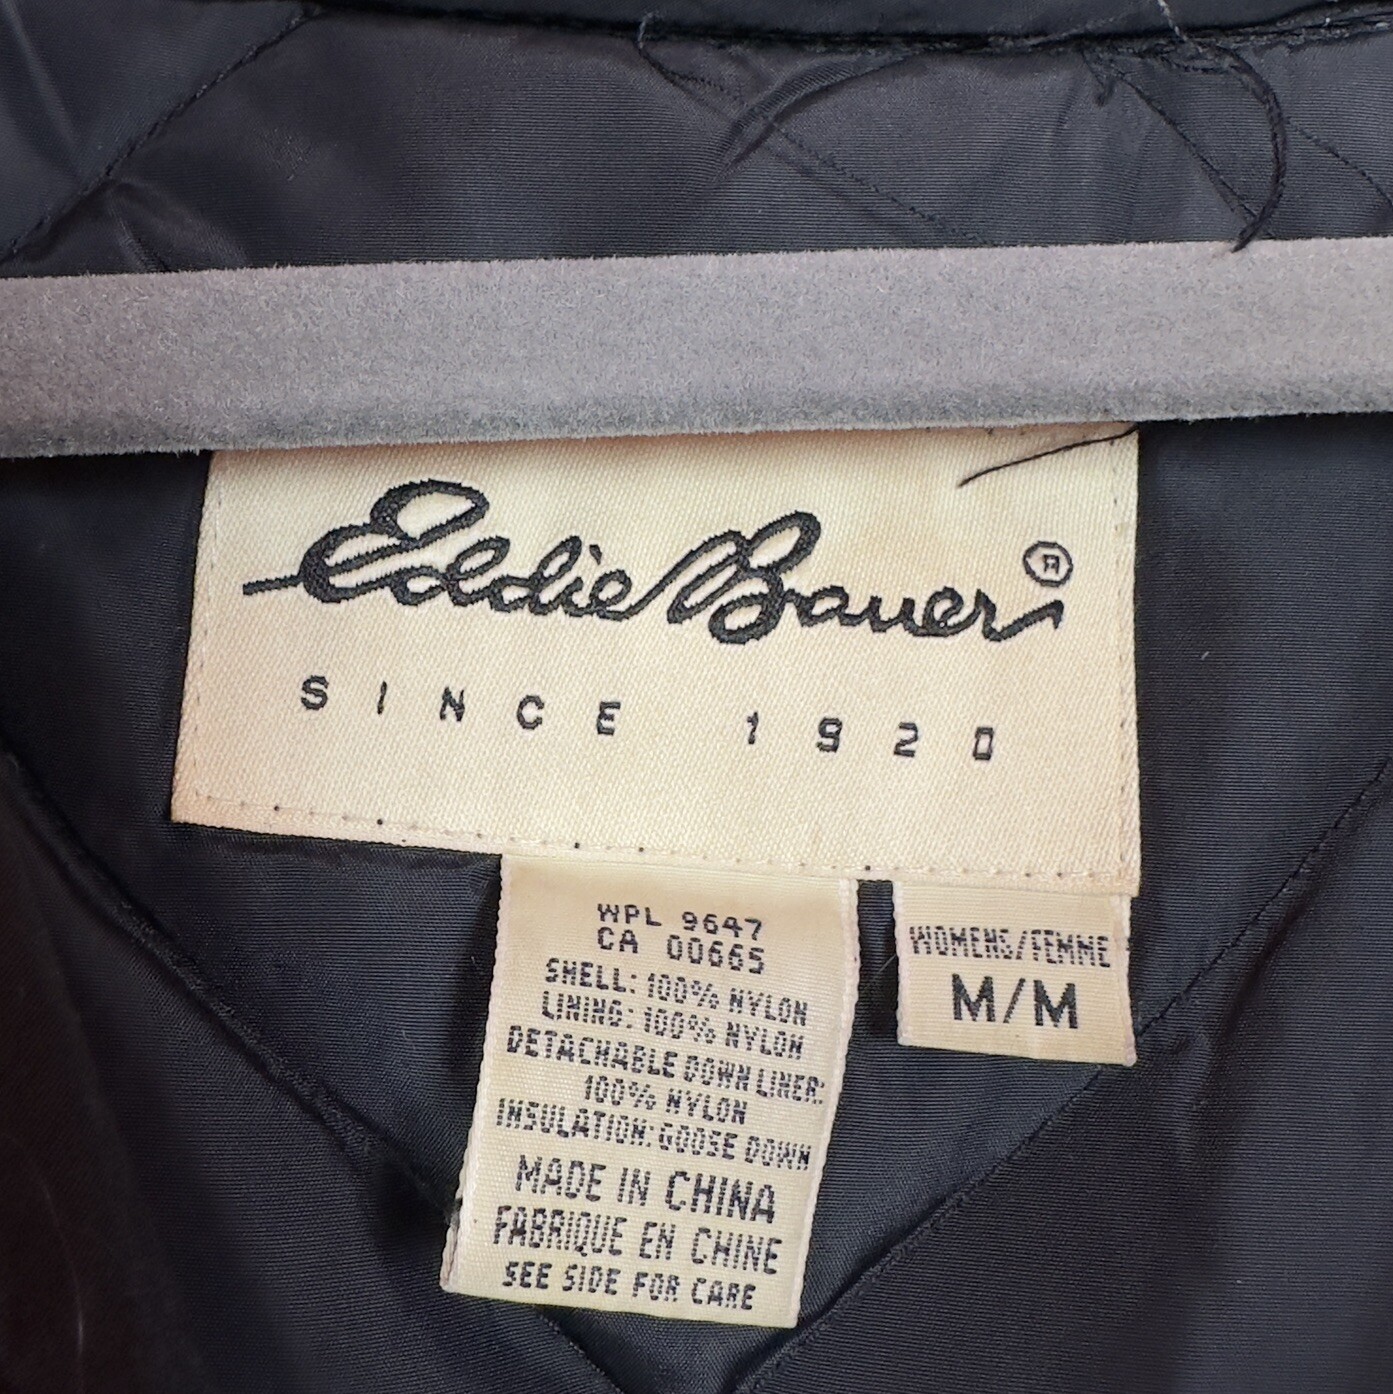 Eddie Bauer®
SINCE 1920
WPL 9647
CA 00665
SHELL: 100% NYLON
LINING: 100% NYLON
DETACHABLE DOWN LINER:
100% NYLON
INSULATION: GOOSE DOWN
MADE IN CHINA
FABRIQUE EN CHINE
SEE SIDE FOR CARE
WOMENS/FEMME
M/M